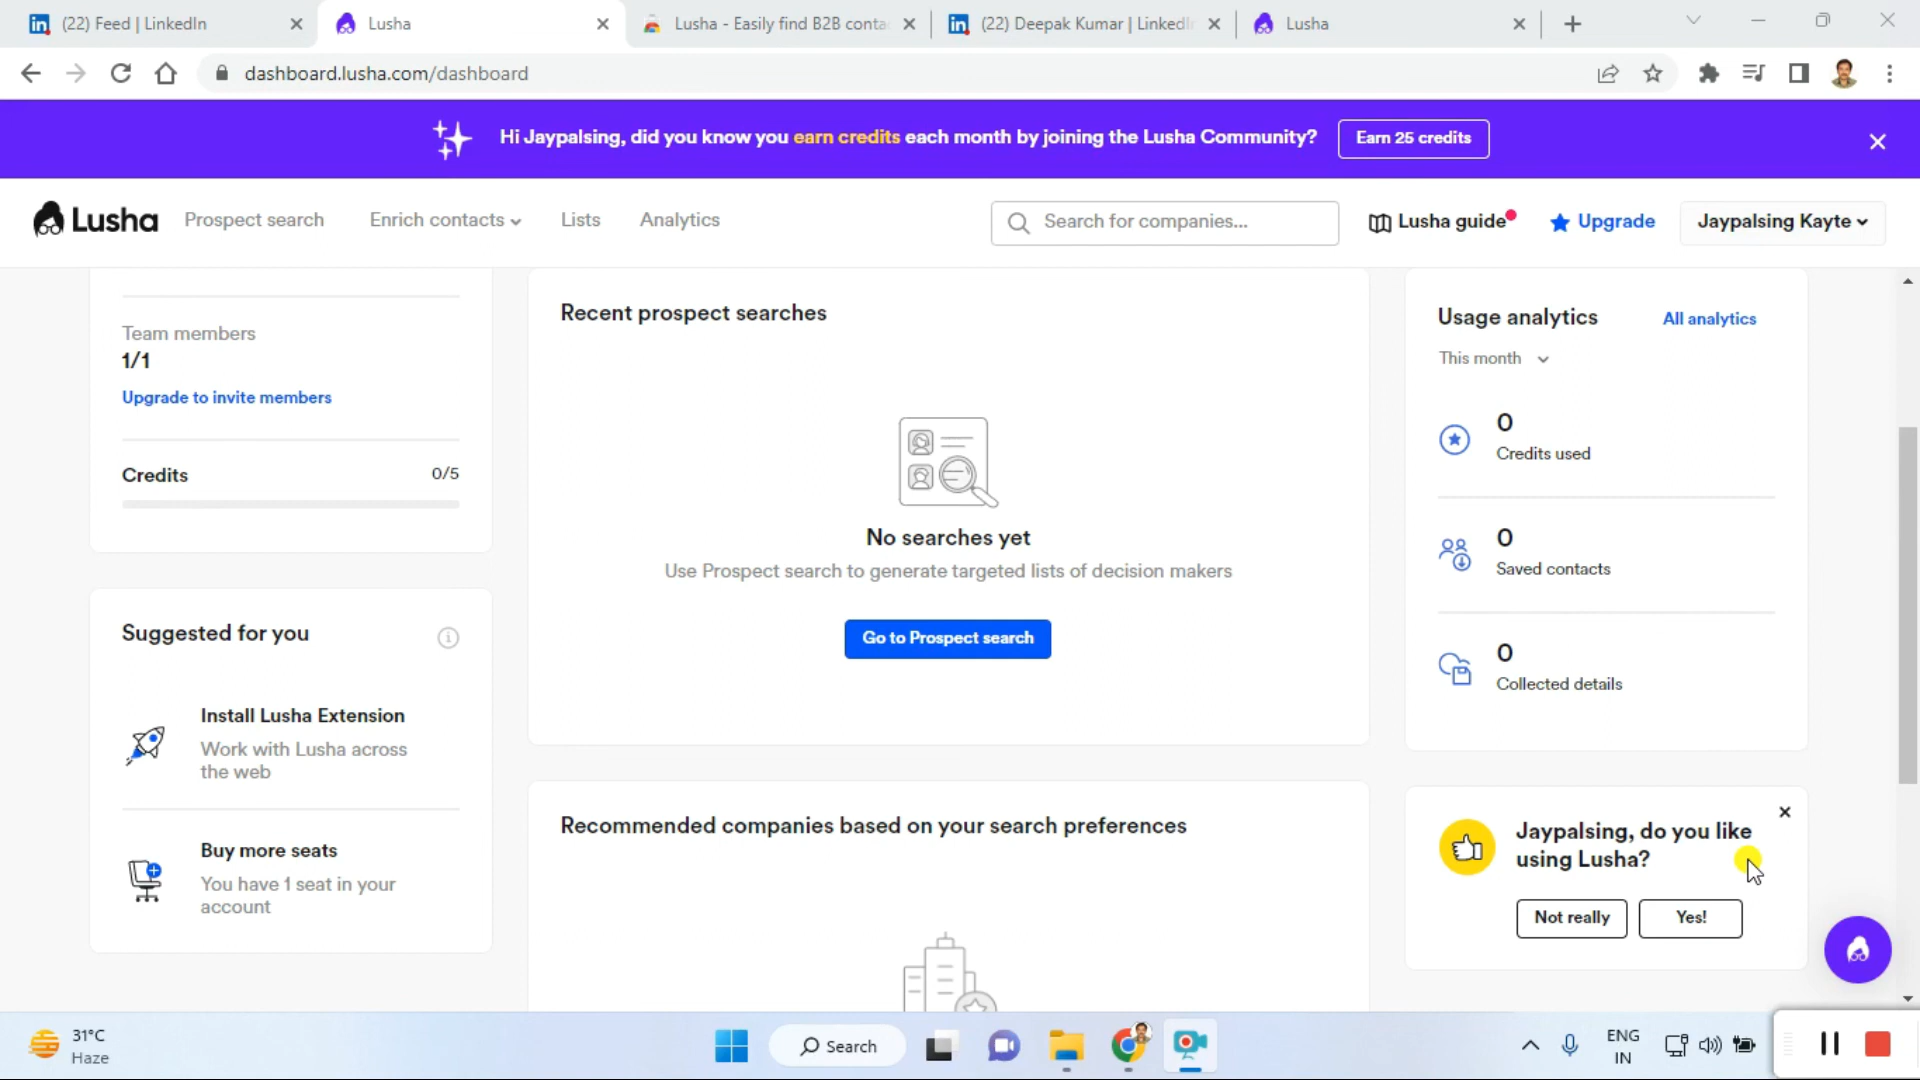 (22) Feed | LinkedIn
Lusha
Lusha - Easily find B2B conta
(22) Deepak Kumar | LinkedI
Lusha
dashboard.lusha.com/dashboard
Hi Jaypalsing, did you know you earn credits each month by joining the Lusha Community?
Earn 25 credits
Lusha
Prospect search
Enrich contacts
Lists
Analytics
Search for companies...
Lusha guide
Upgrade
Jaypalsing Kayte
Team members
1/1
Upgrade to invite members
Credits
0/5
Suggested for you
Install Lusha Extension
Work with Lusha across
the web
Buy more seats
You have 1 seat in your
account
Recent prospect searches
No searches yet
Use Prospect search to generate targeted lists of decision makers
Go to Prospect search
Recommended companies based on your search preferences
Usage analytics
All analytics
This month
0
Credits used
0
Saved contacts
0
Collected details
Jaypalsing, do you like
using Lusha?
Not really
Yes!
31°C
Haze
Search
ENG
IN